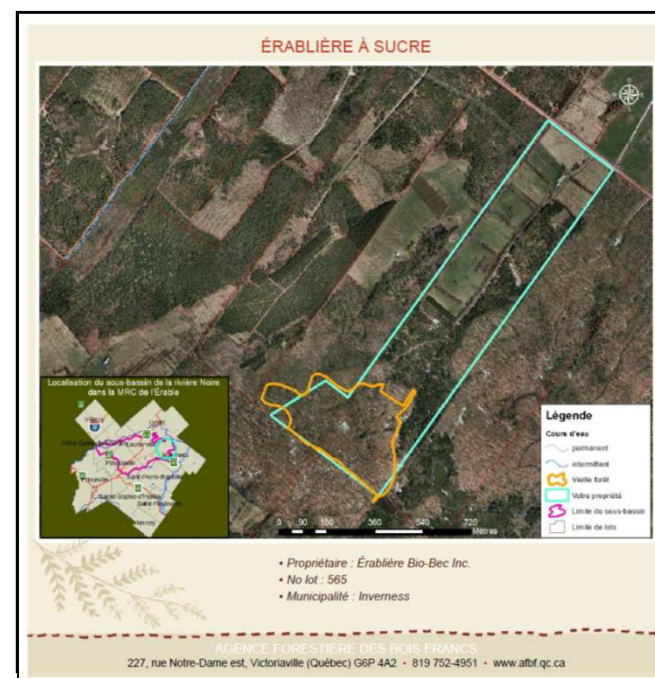 ÉRABLIÈRE À SUCRE
Localisation du sous-bassin de la rivière Noire
dans la MRC de l'Érable
0 90 180 360 540 720
Mètres
Légende
Cours d'eau
permanent
intermittent
Vieille forêt
Votre propriété
Limite de sous-bassin
Limite de lots
• Propriétaire : Érablière Bio-Bec Inc.
• No lot : 565
• Municipalité : Inverness
AGENCE FORESTIÈRE DES BOIS FRANCS
227, rue Notre-Dame est, Victoriaville (Québec) G6P 4A2 • 819 752-4951 • www.afbf.qc.ca